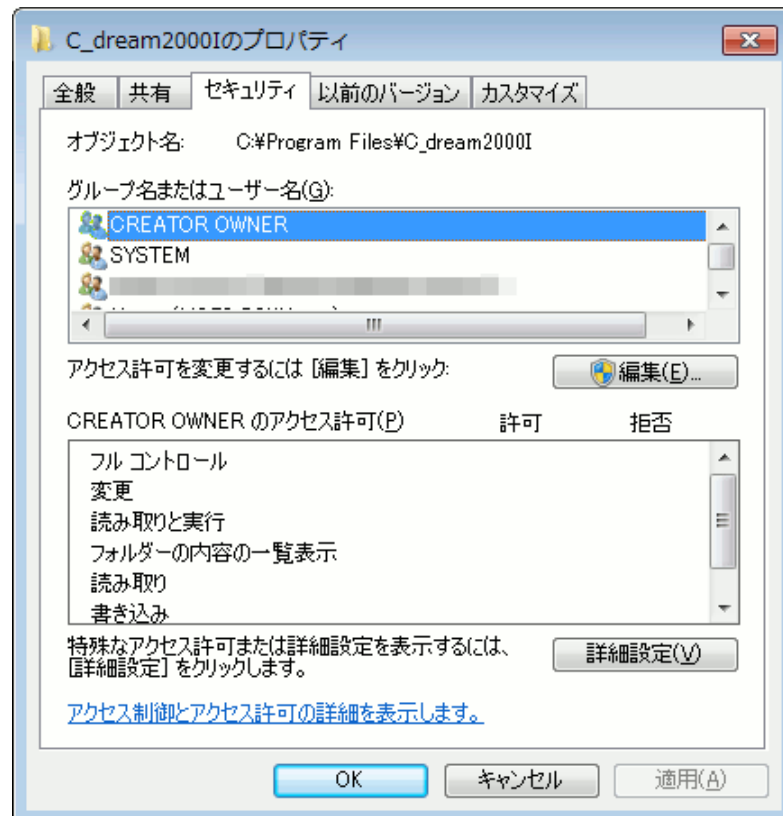 C_dream2000Iのプロパティ
全般 共有 セキュリティ 以前のバージョン カスタマイズ
オブジェクト名: C:¥Program Files¥C_dream2000I
グループ名またはユーザー名(G):
CREATOR OWNER
SYSTEM
アクセス許可を変更するには [編集] をクリック:
編集(E)...
CREATOR OWNER のアクセス許可(P) 許可 拒否
フル コントロール
変更
読み取りと実行
フォルダーの内容の一覧表示
読み取り
書き込み
特殊なアクセス許可または詳細設定を表示するには、
[詳細設定] をクリックします。
詳細設定(V)
アクセス制御とアクセス許可の詳細を表示します。
OK キャンセル 適用(A)